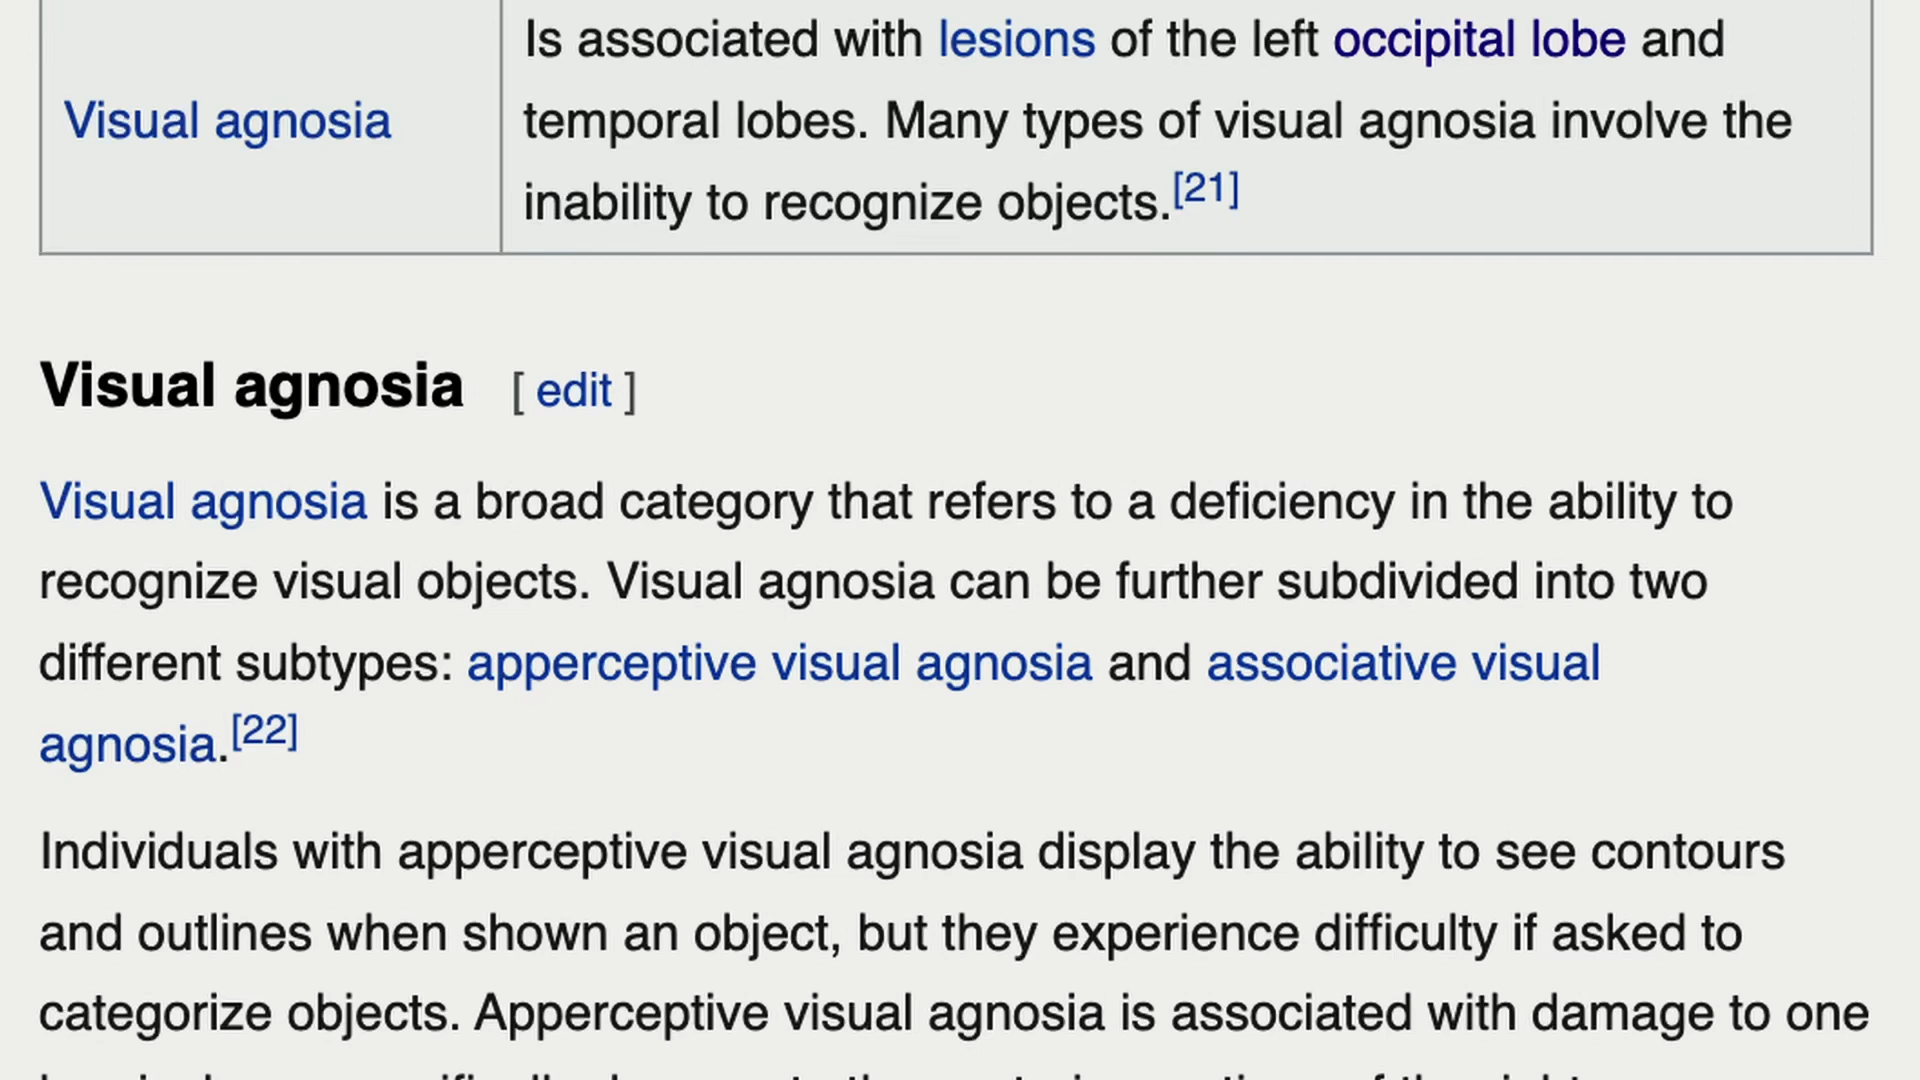 Is associated with lesions of the left occipital lobe and
Visual agnosia
temporal lobes. Many types of visual agnosia involve the
inability to recognize objects.[21]
Visual agnosia [ edit ]
Visual agnosia is a broad category that refers to a deficiency in the ability to
recognize visual objects. Visual agnosia can be further subdivided into two
different subtypes: apperceptive visual agnosia and associative visual
agnosia.[22]
Individuals with apperceptive visual agnosia display the ability to see contours
and outlines when shown an object, but they experience difficulty if asked to
categorize objects. Apperceptive visual agnosia is associated with damage to one